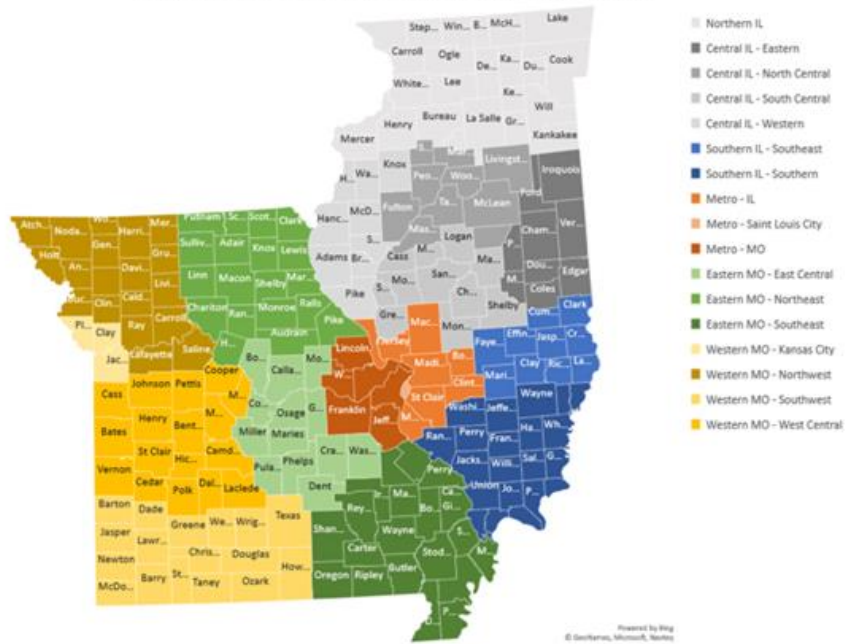 Step... Win... B... McH... Lake
Carroll Ogle De... Ka... Du... Cook
White... Lee Ke...
Mercer Henry Bureau La Salle Gr... Will Kankakee
H... Wa... Knox Peo... Woo... Livingst... Ford Iroquois
Hanc... McD... Fulton Ta... McLean
Adams Br... S... Cass Mas... M... Logan P... Cham... Ver...
Pike S... Mo... San... Ma... M... Dou... Edgar
Gre... Ch... Shelby Coles
Mon... Cum... Clark
Jersey Mac... Faye... Effin... Jasp... Cr...
Madi... Bo... Mari... Clay Ric... La...
St Clair Clint... Washi... Jeffe... Wayne
M... Ran... Perry Fran... Ha... Wh...
Jacks... Willi... Sal... G...
Union Jo... P...
Atch... Noda... Wo... Harri... Mer... Putnam Sc... Scot... Clark
Holt Gen... Gru... Sulliv... Adair Knox Lewis
An... Davi... Livi... Linn Macon Shelby Mar...
Buc... Clin... Cald... Carroll Chariton Ran... Monroe Ralls
Pl... Clay Ray Audrain Pike
Jac... Lafayette Saline H... Bo... Lincoln
Johnson Pettis Cooper Calla... Mo... W...
Cass Henry M... Co... Osage G... Franklin Jeff...
Bates Bent... M... Miller Maries
St Clair Hic... Camd... Pula... Phelps Cra... Was...
Vernon Cedar Polk Dal... Laclede Dent Perry
Barton Dade Greene We... Wrig... Texas Ir... Ma... Bo... Ca...
Jasper Lawr... Shan... Rey... Wayne Gi...
Newton Chris... Douglas Carter Stod... S... M...
McDo... Barry St... Taney Ozark How... Oregon Ripley Butler
D... P...
Northern IL
Central IL - Eastern
Central IL - North Central
Central IL - South Central
Central IL - Western
Southern IL - Southeast
Southern IL - Southern
Metro - IL
Metro - Saint Louis City
Metro - MO
Eastern MO - East Central
Eastern MO - Northeast
Eastern MO - Southeast
Western MO - Kansas City
Western MO - Northwest
Western MO - Southwest
Western MO - West Central
Powered by Bing
© GeoNames, Microsoft, TomTom